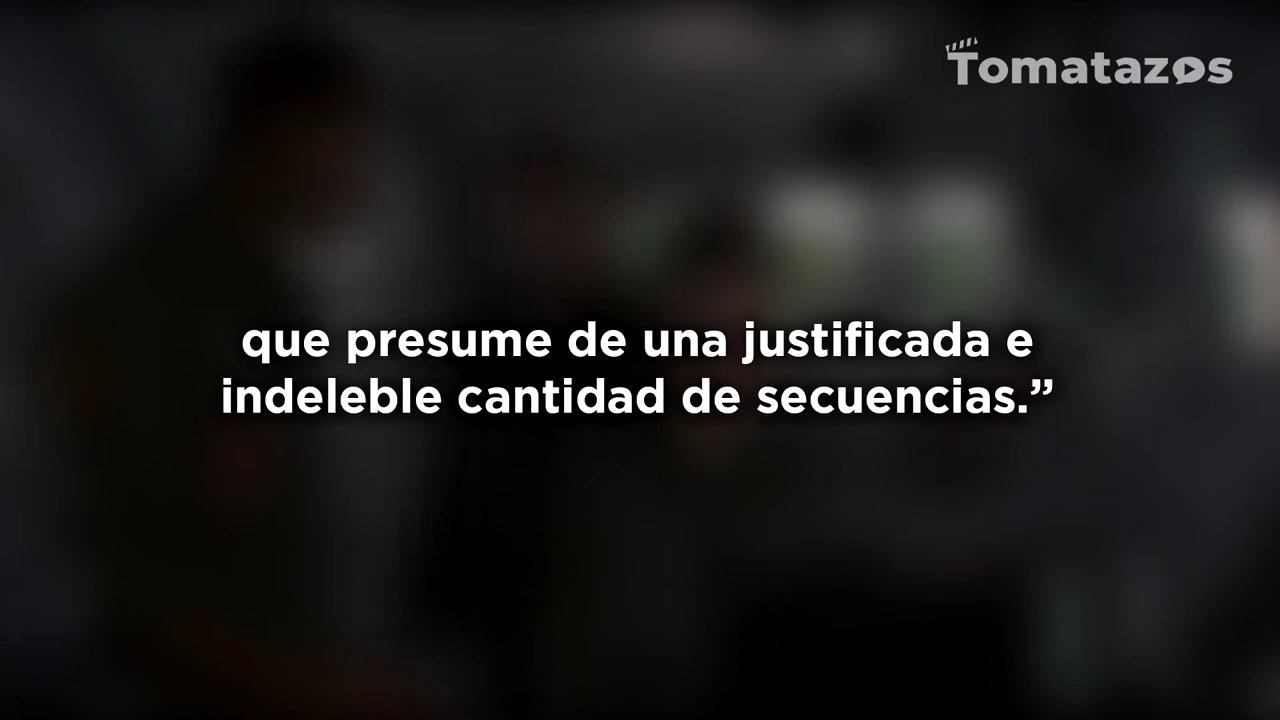 Tomatazos
que presume de una justificada e
indeleble cantidad de secuencias.”